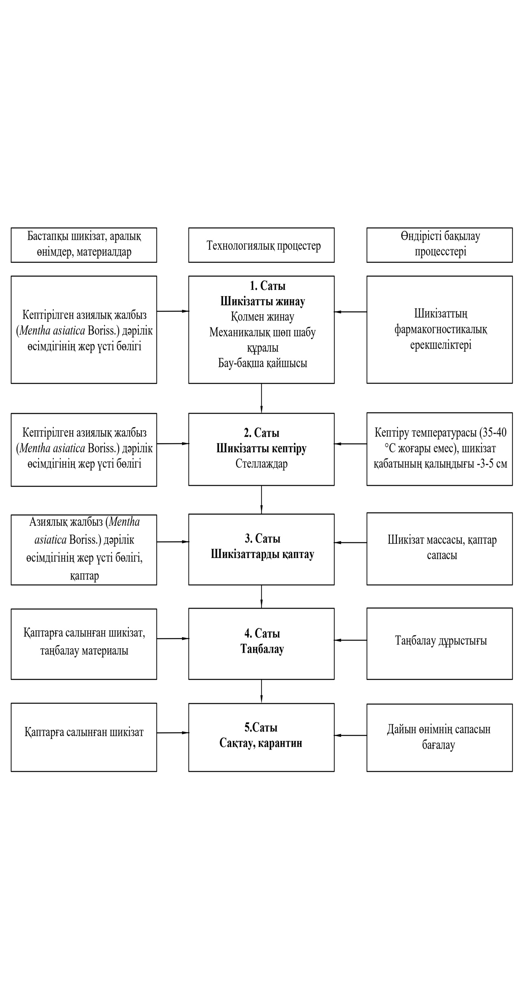 Бастапқы шикізат, аралық
өнімдер, материалдар
Технологиялық процестер
Өндірісті бақылау
процесстері
Кептірілген азиялық жалбыз
(Mentha asiatica Boriss.) дәрілік
өсімдігінің жер үсті бөлігі
1. Саты
Шикізатты жинау
Қолмен жинау
Механикалық шөп шабу
құралы
Бау-бақша қайшысы
Шикізаттың
фармакогностикалық
ерекшеліктері
Кептірілген азиялық жалбыз
(Mentha asiatica Boriss.) дәрілік
өсімдігінің жер үсті бөлігі
2. Саты
Шикізатты кептіру
Стеллаждар
Кептіру температурасы (35-40
°С жоғары емес), шикізат
қабатының қалыңдығы -3-5 см
Азиялық жалбыз (Mentha
asiatica Boriss.) дәрілік
өсімдігінің жер үсті бөлігі,
қаптар
3. Саты
Шикізаттарды қаптау
Шикізат массасы, қаптар
сапасы
Қаптарға салынған шикізат,
таңбалау материалы
4. Саты
Таңбалау
Таңбалау дұрыстығы
Қаптарға салынған шикізат
5.Саты
Сақтау, карантин
Дайын өнімнің сапасын
бағалау